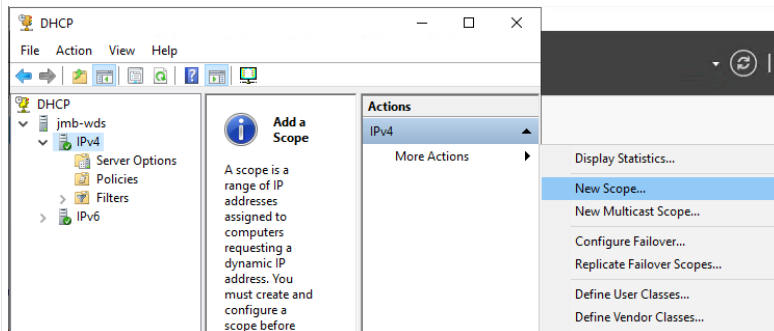 DHCP
File Action View Help
DHCP
jmb-wds
IPv4
Server Options
Policies
Filters
IPv6
Add a
Scope
A scope is a
range of IP
addresses
assigned to
computers
requesting a
dynamic IP
address. You
must create and
configure a
scope before
Actions
IPv4
More Actions
Display Statistics...
New Scope...
New Multicast Scope...
Configure Failover...
Replicate Failover Scopes...
Define User Classes...
Define Vendor Classes...